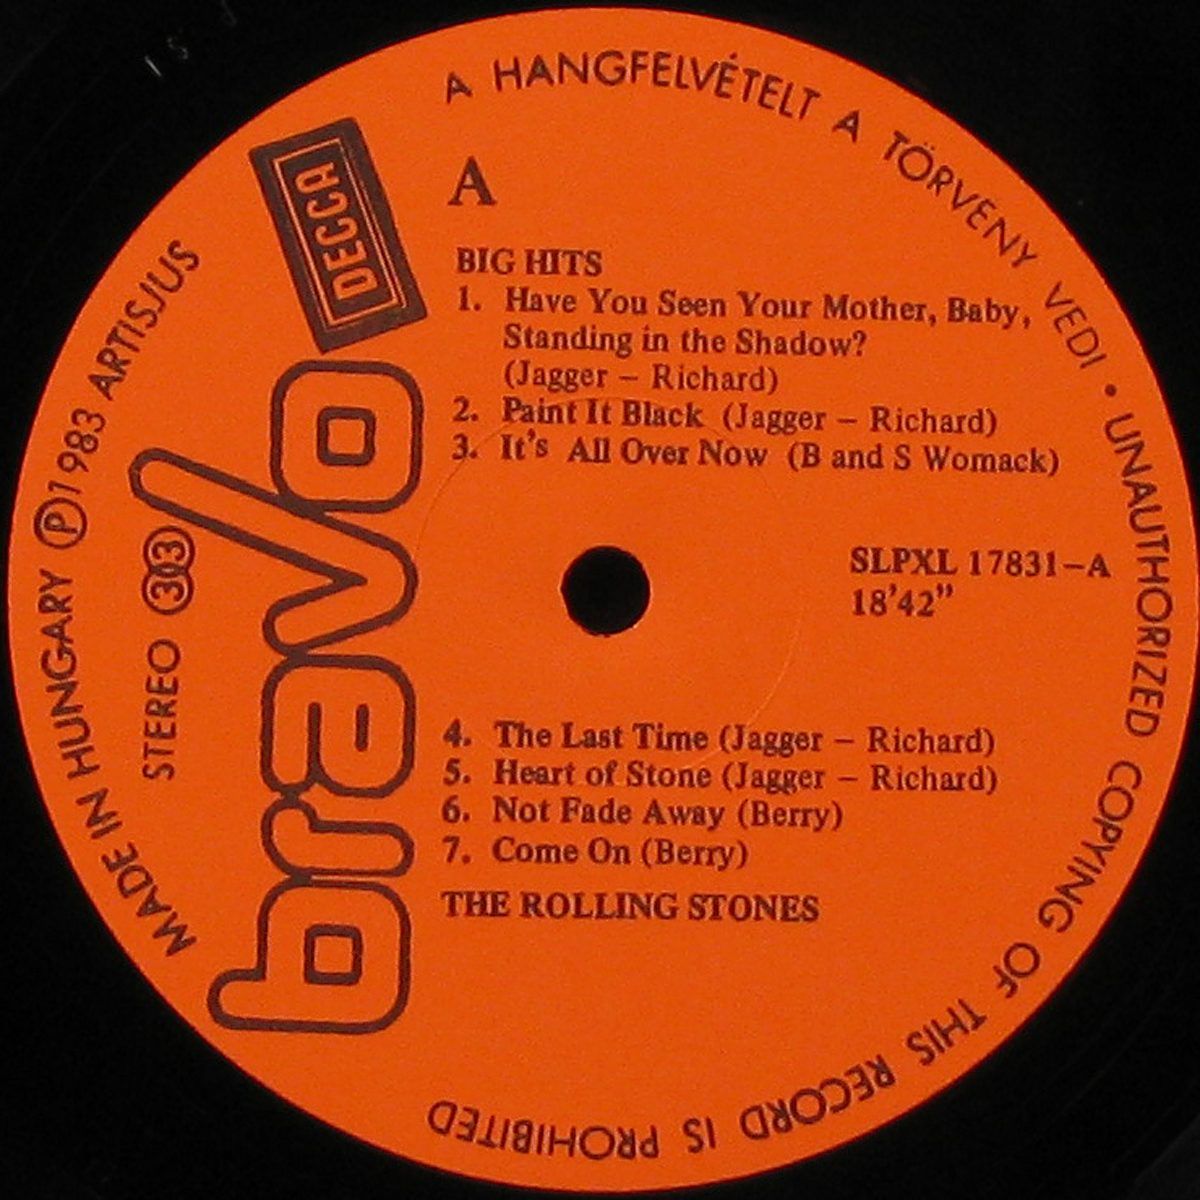 A HANGFELVÉTELT A TÖRVÉNY VÉDI • UNAUTHORIZED COPYING OF THIS RECORD IS PROHIBITED
MADE IN HUNGARY Ⓟ 1983 ARTISJUS
STEREO 33
DECCA
bravo
A
BIG HITS
1. Have You Seen Your Mother, Baby,
Standing in the Shadow?
(Jagger – Richard)
2. Paint It Black (Jagger – Richard)
3. It's All Over Now (B and S Womack)
SLPXL 17831–A
18'42"
4. The Last Time (Jagger – Richard)
5. Heart of Stone (Jagger – Richard)
6. Not Fade Away (Berry)
7. Come On (Berry)
THE ROLLING STONES